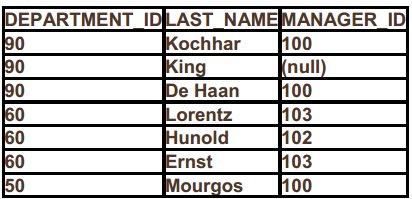 DEPARTMENT_ID LAST_NAME MANAGER_ID
90 Kochhar 100
90 King (null)
90 De Haan 100
60 Lorentz 103
60 Hunold 102
60 Ernst 103
50 Mourgos 100